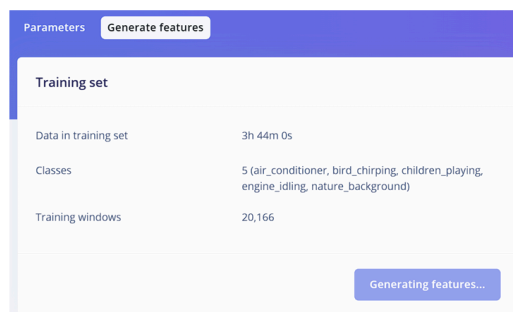 Parameters Generate features
Training set
Data in training set 3h 44m 0s
Classes 5 (air_conditioner, bird_chirping, children_playing,
engine_idling, nature_background)
Training windows 20,166
Generating features...